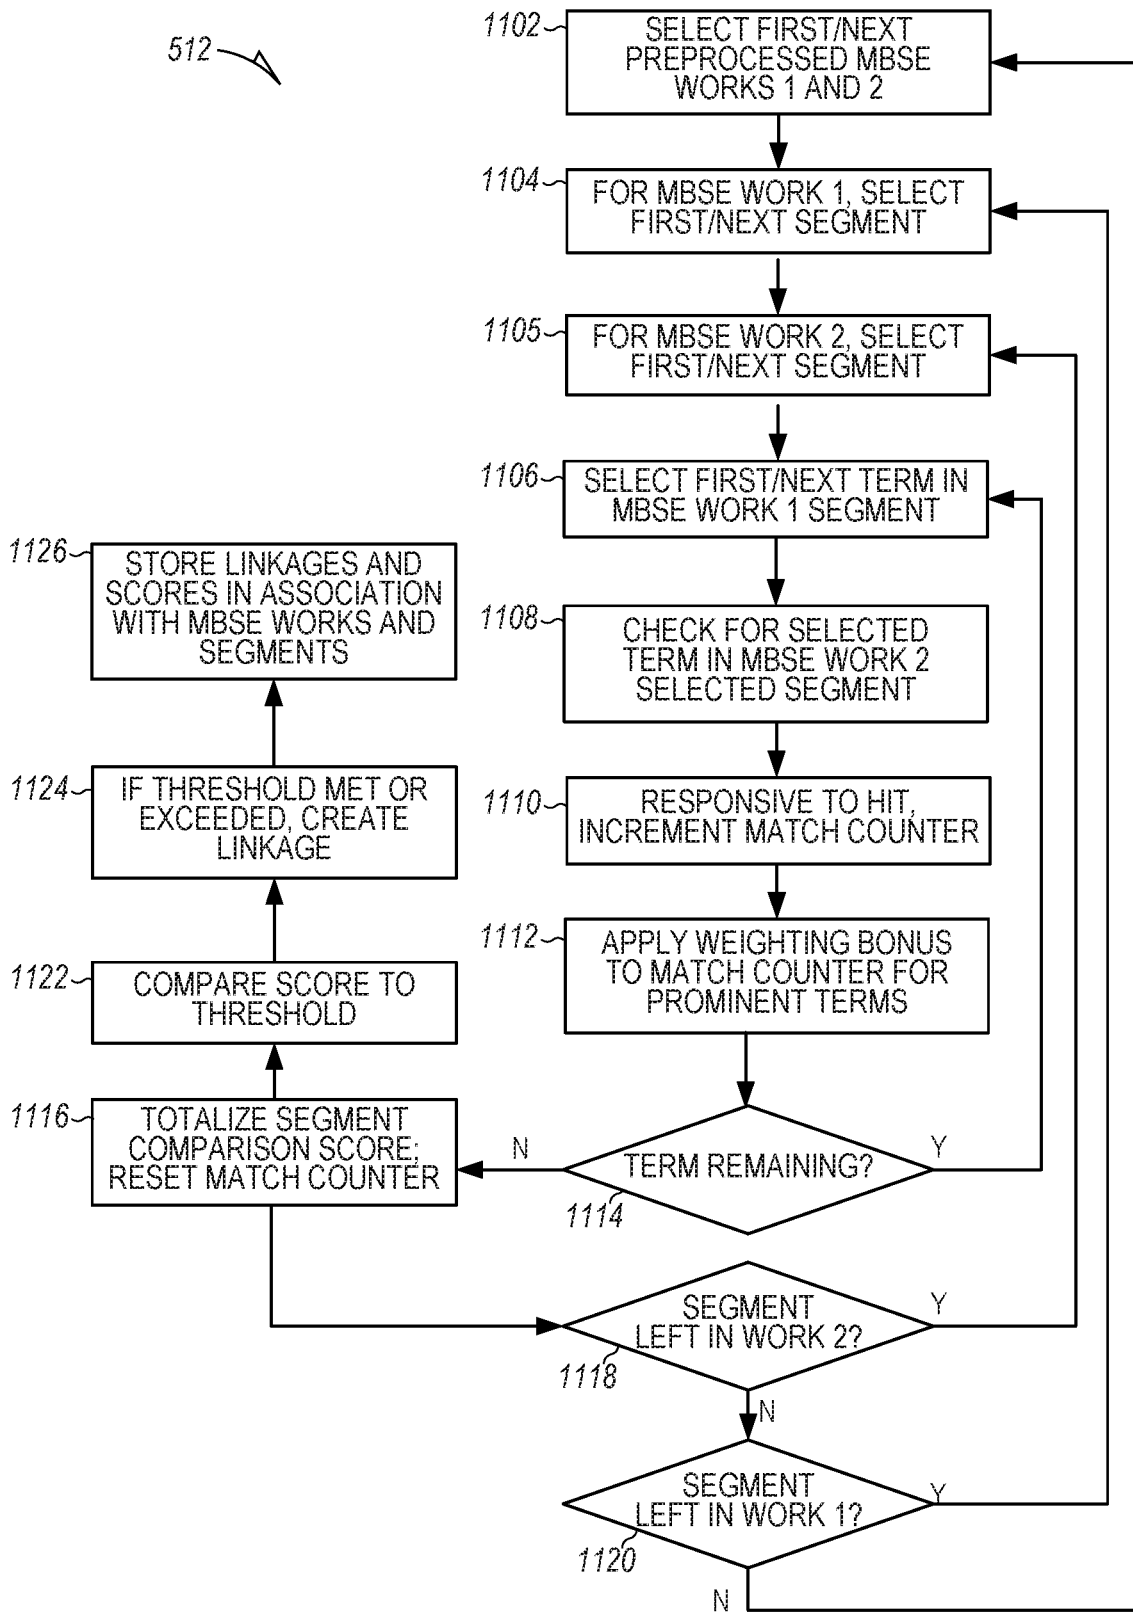 512
1102
SELECT FIRST/NEXT
PREPROCESSED MBSE
WORKS 1 AND 2
1104
FOR MBSE WORK 1, SELECT
FIRST/NEXT SEGMENT
1105
FOR MBSE WORK 2, SELECT
FIRST/NEXT SEGMENT
1106
SELECT FIRST/NEXT TERM IN
MBSE WORK 1 SEGMENT
1108
CHECK FOR SELECTED
TERM IN MBSE WORK 2
SELECTED SEGMENT
1110
RESPONSIVE TO HIT,
INCREMENT MATCH COUNTER
1112
APPLY WEIGHTING BONUS
TO MATCH COUNTER FOR
PROMINENT TERMS
TERM REMAINING?
1114
N
Y
1116
TOTALIZE SEGMENT
COMPARISON SCORE;
RESET MATCH COUNTER
1122
COMPARE SCORE TO
THRESHOLD
1124
IF THRESHOLD MET OR
EXCEEDED, CREATE
LINKAGE
1126
STORE LINKAGES AND
SCORES IN ASSOCIATION
WITH MBSE WORKS AND
SEGMENTS
SEGMENT
LEFT IN WORK 2?
1118
Y
N
SEGMENT
LEFT IN WORK 1?
1120
Y
N